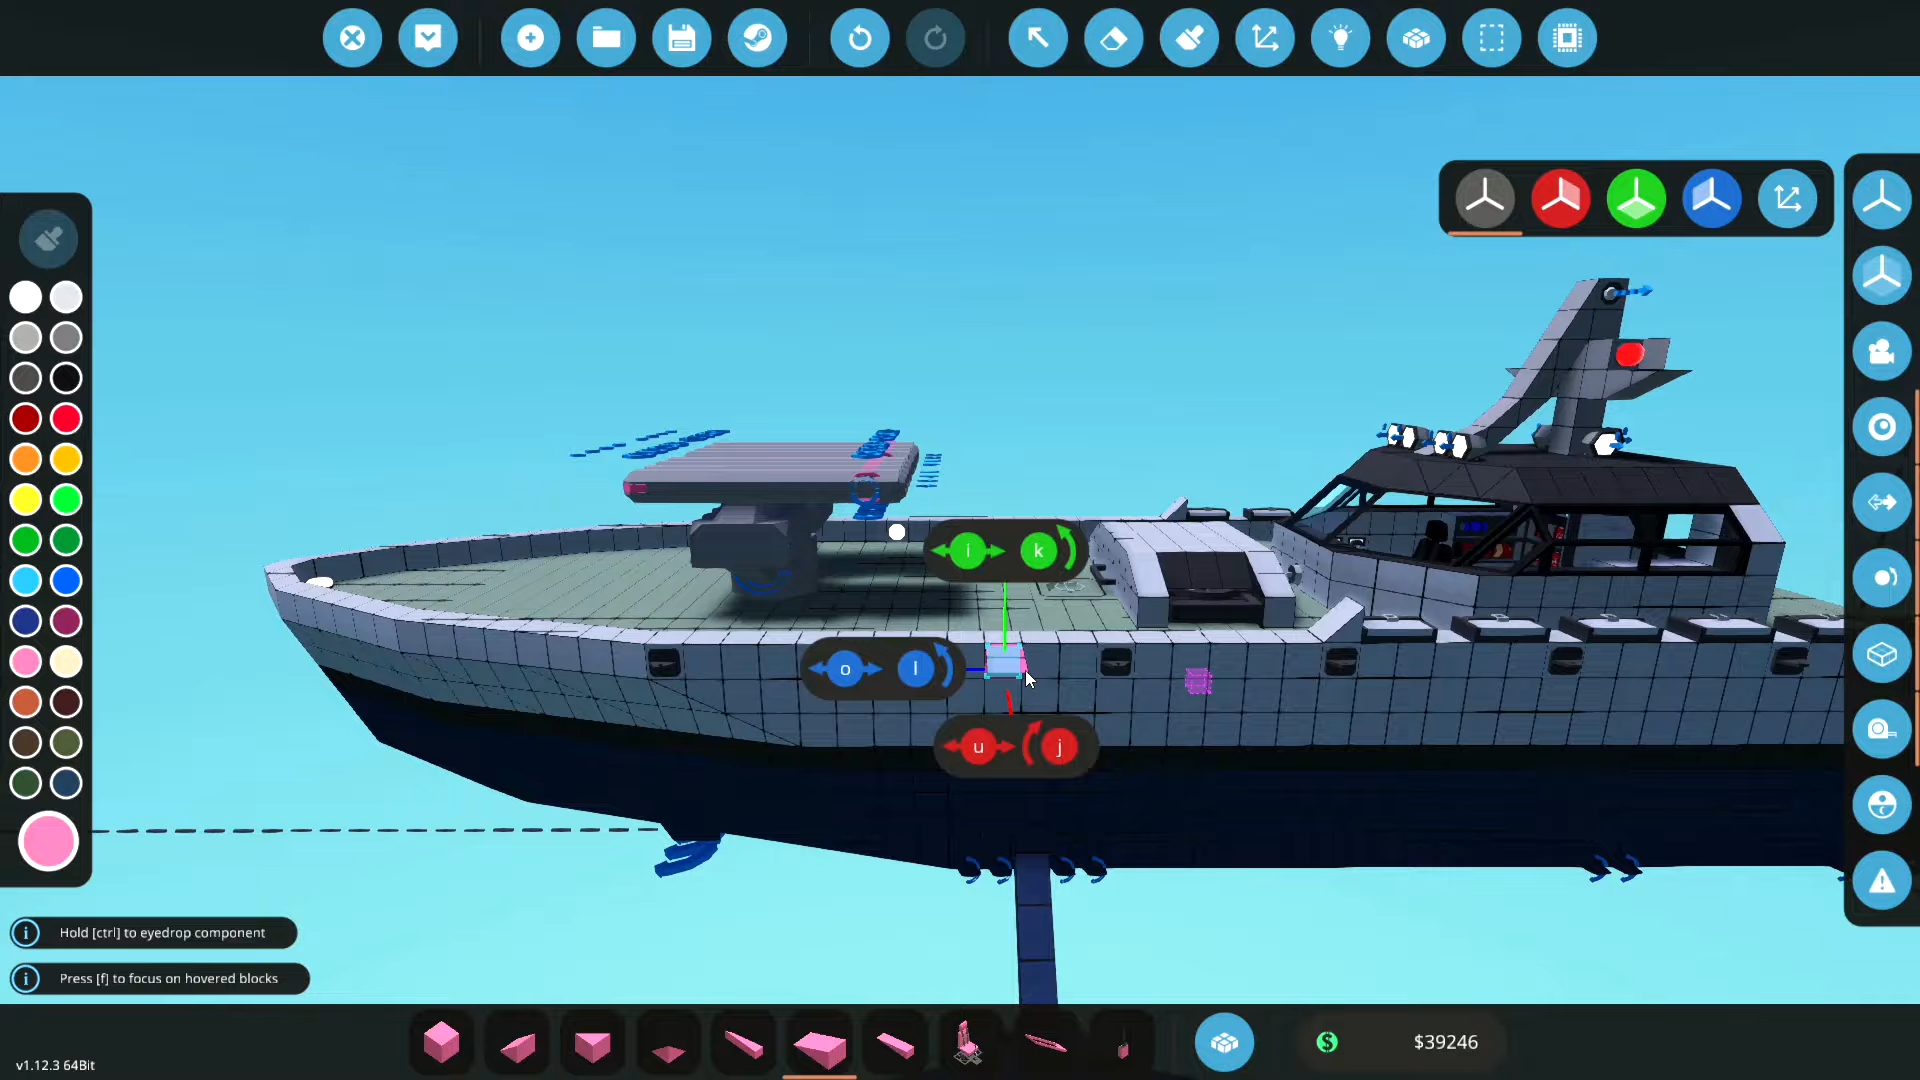 i k
o l
u j
Hold [ctrl] to eyedrop component
Press [f] to focus on hovered blocks
v1.12.3 64Bit
$ $39246